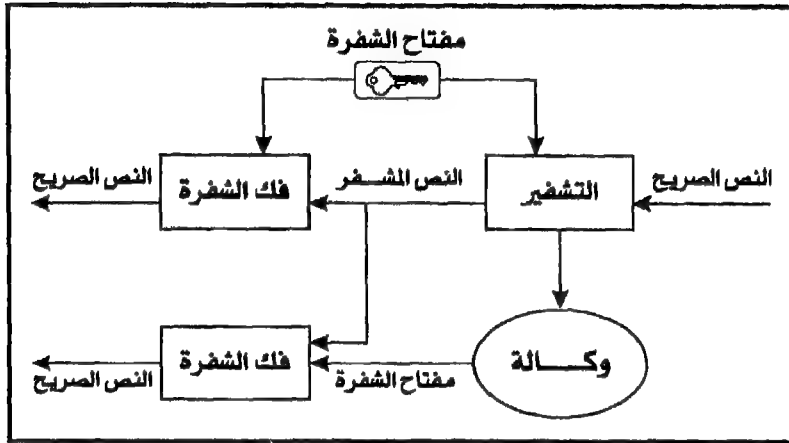 مفتاح الشفرة
النص الصريح
التشفير
النص المشفر
فك الشفرة
النص الصريح
وكالة
مفتاح الشفرة
فك الشفرة
النص الصريح